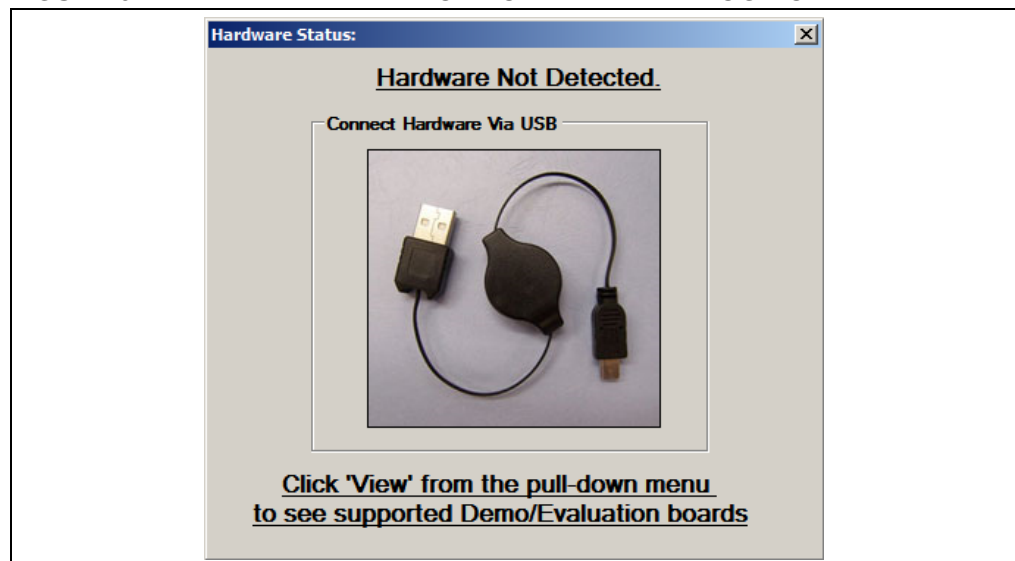 Hardware Status:
Hardware Not Detected.
Connect Hardware Via USB
Click 'View' from the pull-down menu
to see supported Demo/Evaluation boards